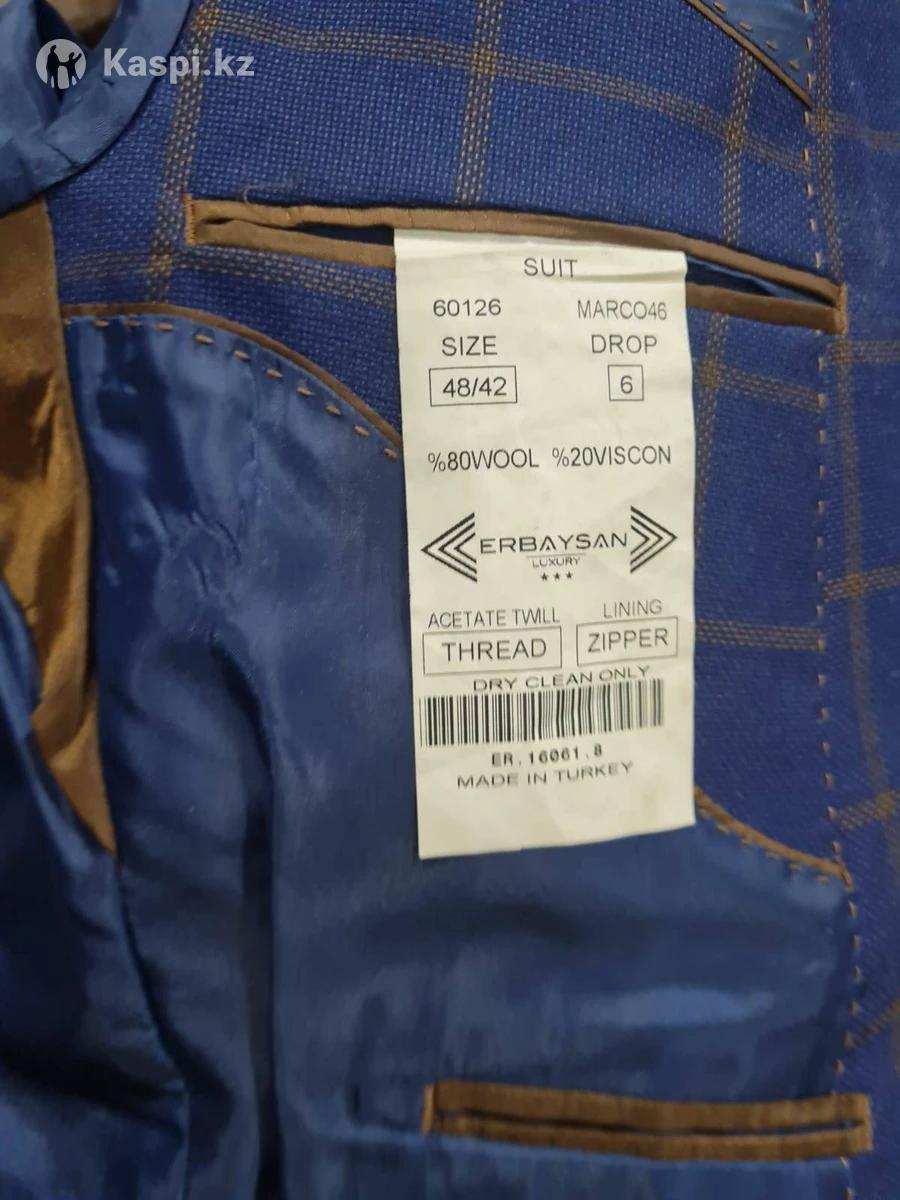 Kaspi.kz
SUIT
60126 MARCO46
SIZE DROP
48/42 6
%80WOOL %20VISCON
ERBAYSAN
LUXURY
ACETATE TWILL LINING
THREAD ZIPPER
DRY CLEAN ONLY
ER.16061.8
MADE IN TURKEY